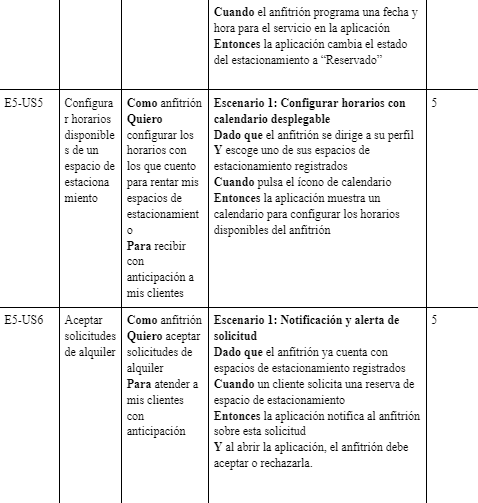 Cuando el anfitrión programa una fecha y
hora para el servicio en la aplicación
Entonces la aplicación cambia el estado
del estacionamiento a “Reservado”
E5-US5
Configura
r horarios
disponible
s de un
espacio de
estaciona
miento
Como anfitrión
Quiero
configurar los
horarios con
los que cuento
para rentar mis
espacios de
estacionamient
o
Para recibir
con
anticipación a
mis clientes
Escenario 1: Configurar horarios con
calendario desplegable
Dado que el anfitrión se dirige a su perfil
Y escoge uno de sus espacios de
estacionamiento registrados
Cuando pulsa el ícono de calendario
Entonces la aplicación muestra un
calendario para configurar los horarios
disponibles del anfitrión
5
E5-US6
Aceptar
solicitudes
de alquiler
Como anfitrión
Quiero aceptar
solicitudes de
alquiler
Para atender a
mis clientes
con
anticipación
Escenario 1: Notificación y alerta de
solicitud
Dado que el anfitrión ya cuenta con
espacios de estacionamiento registrados
Cuando un cliente solicita una reserva de
espacio de estacionamiento
Entonces la aplicación notifica al anfitrión
sobre esta solicitud
Y al abrir la aplicación, el anfitrión debe
aceptar o rechazarla.
5